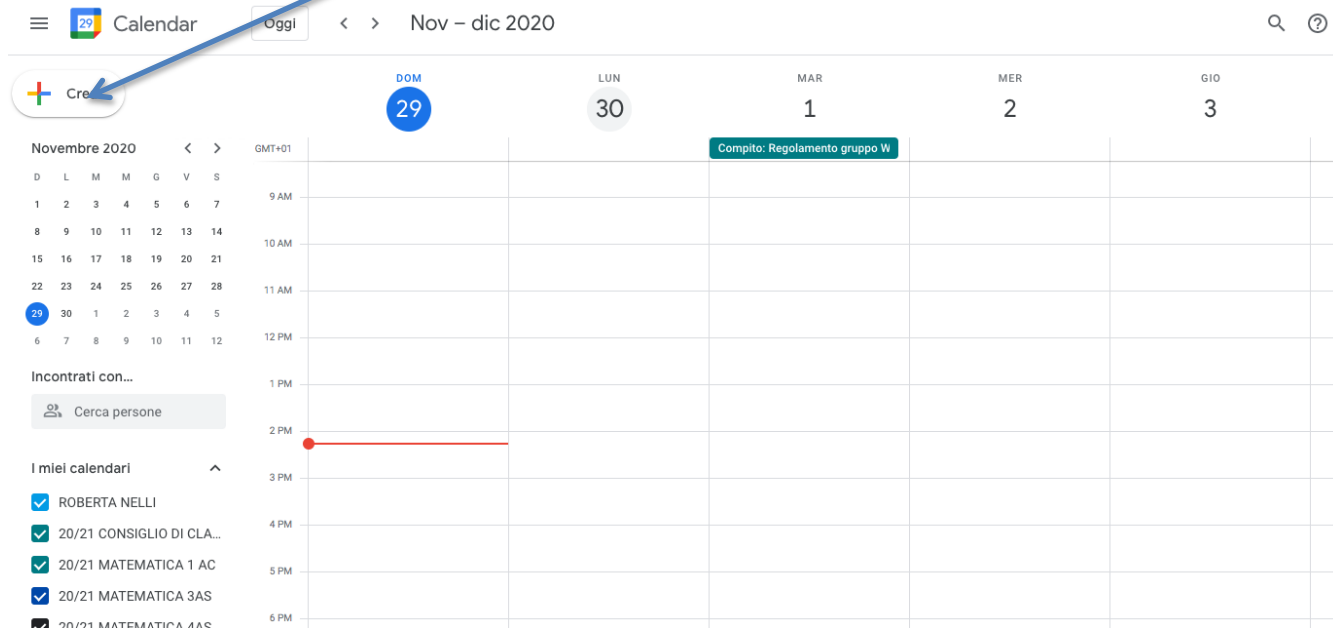 29 Calendar Oggi Nov – dic 2020
Cre
DOM LUN MAR MER GIO
29 30 1 2 3
Novembre 2020
GMT+01 Compito: Regolamento gruppo W
D L M M G V S
1 2 3 4 5 6 7
8 9 10 11 12 13 14
15 16 17 18 19 20 21
22 23 24 25 26 27 28
29 30 1 2 3 4 5
6 7 8 9 10 11 12
Incontrati con...
Cerca persone
I miei calendari
ROBERTA NELLI
20/21 CONSIGLIO DI CLA...
20/21 MATEMATICA 1 AC
20/21 MATEMATICA 3AS
20/21 MATEMATICA 4AS
9 AM
10 AM
11 AM
12 PM
1 PM
2 PM
3 PM
4 PM
5 PM
6 PM